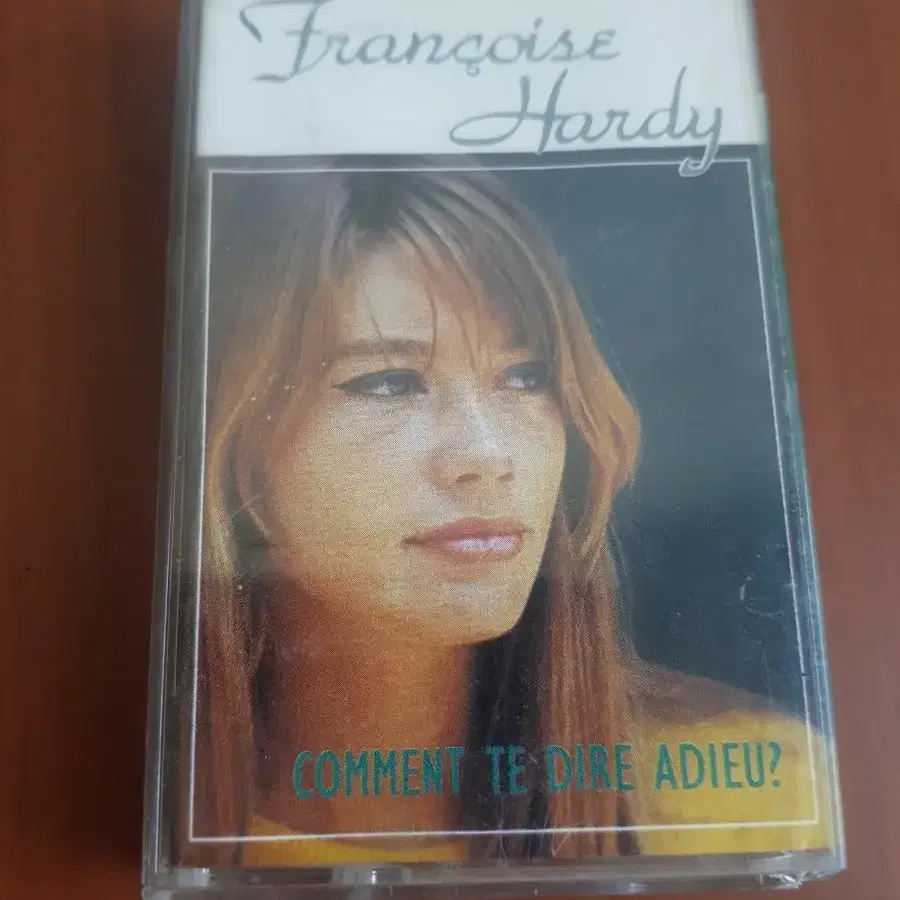 Françoise
Hardy
COMMENT TE DIRE ADIEU?